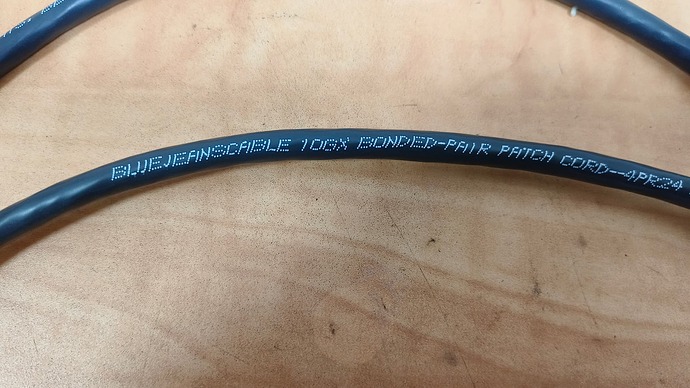 BLUEJEANSCABLE 10GX BONDED-PAIR PATCH CORD--4PR24